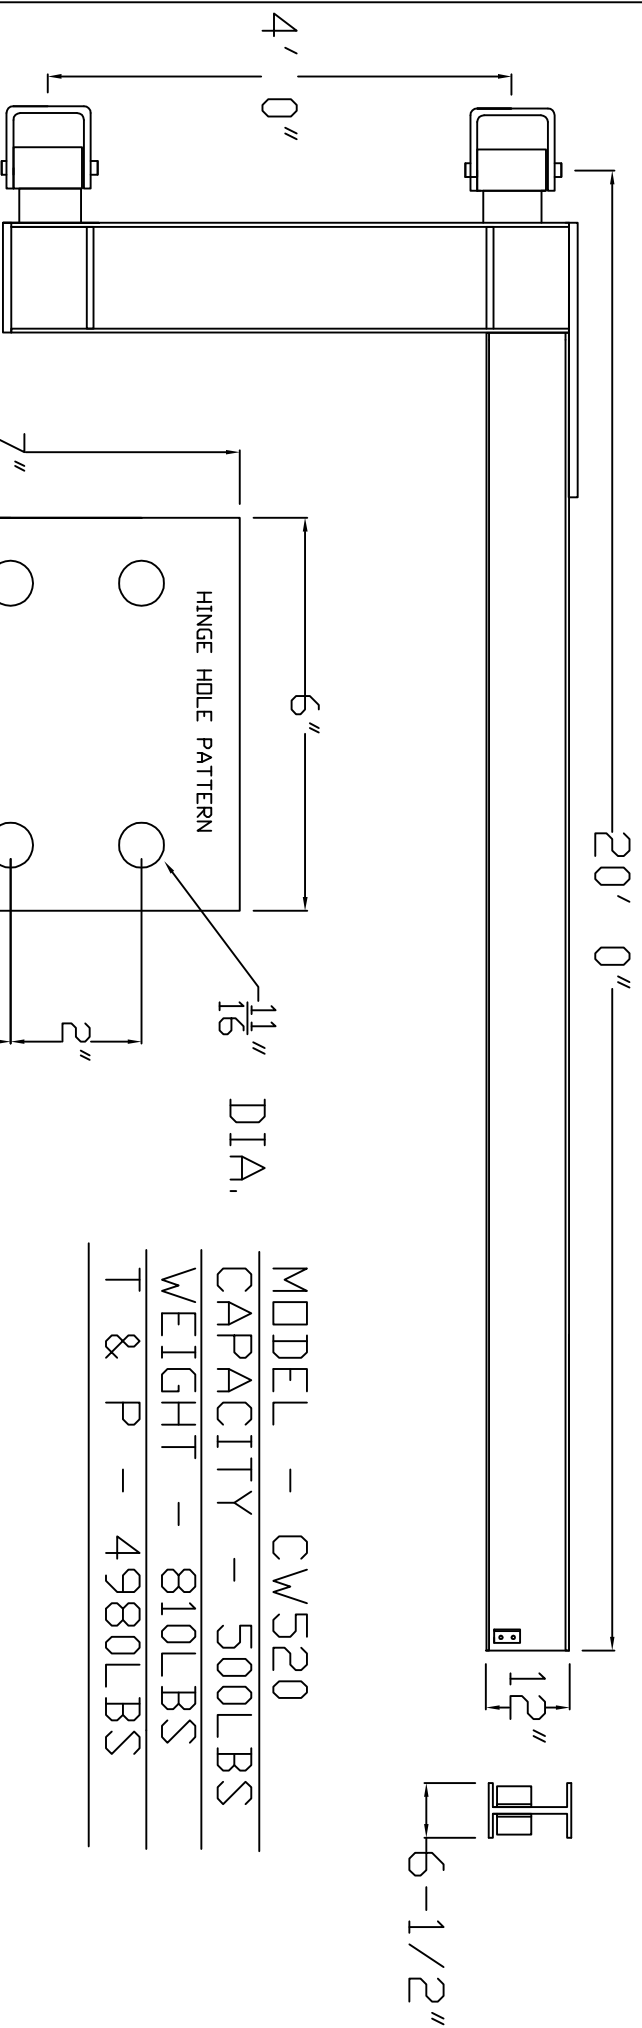 20' 0"
4' 0"
12"
6-1/2"
6"
7"
HINGE HOLE PATTERN
11/16" DIA.
2"
MODEL - CW520
CAPACITY - 500LBS
WEIGHT - 810LBS
T & P - 4980LBS